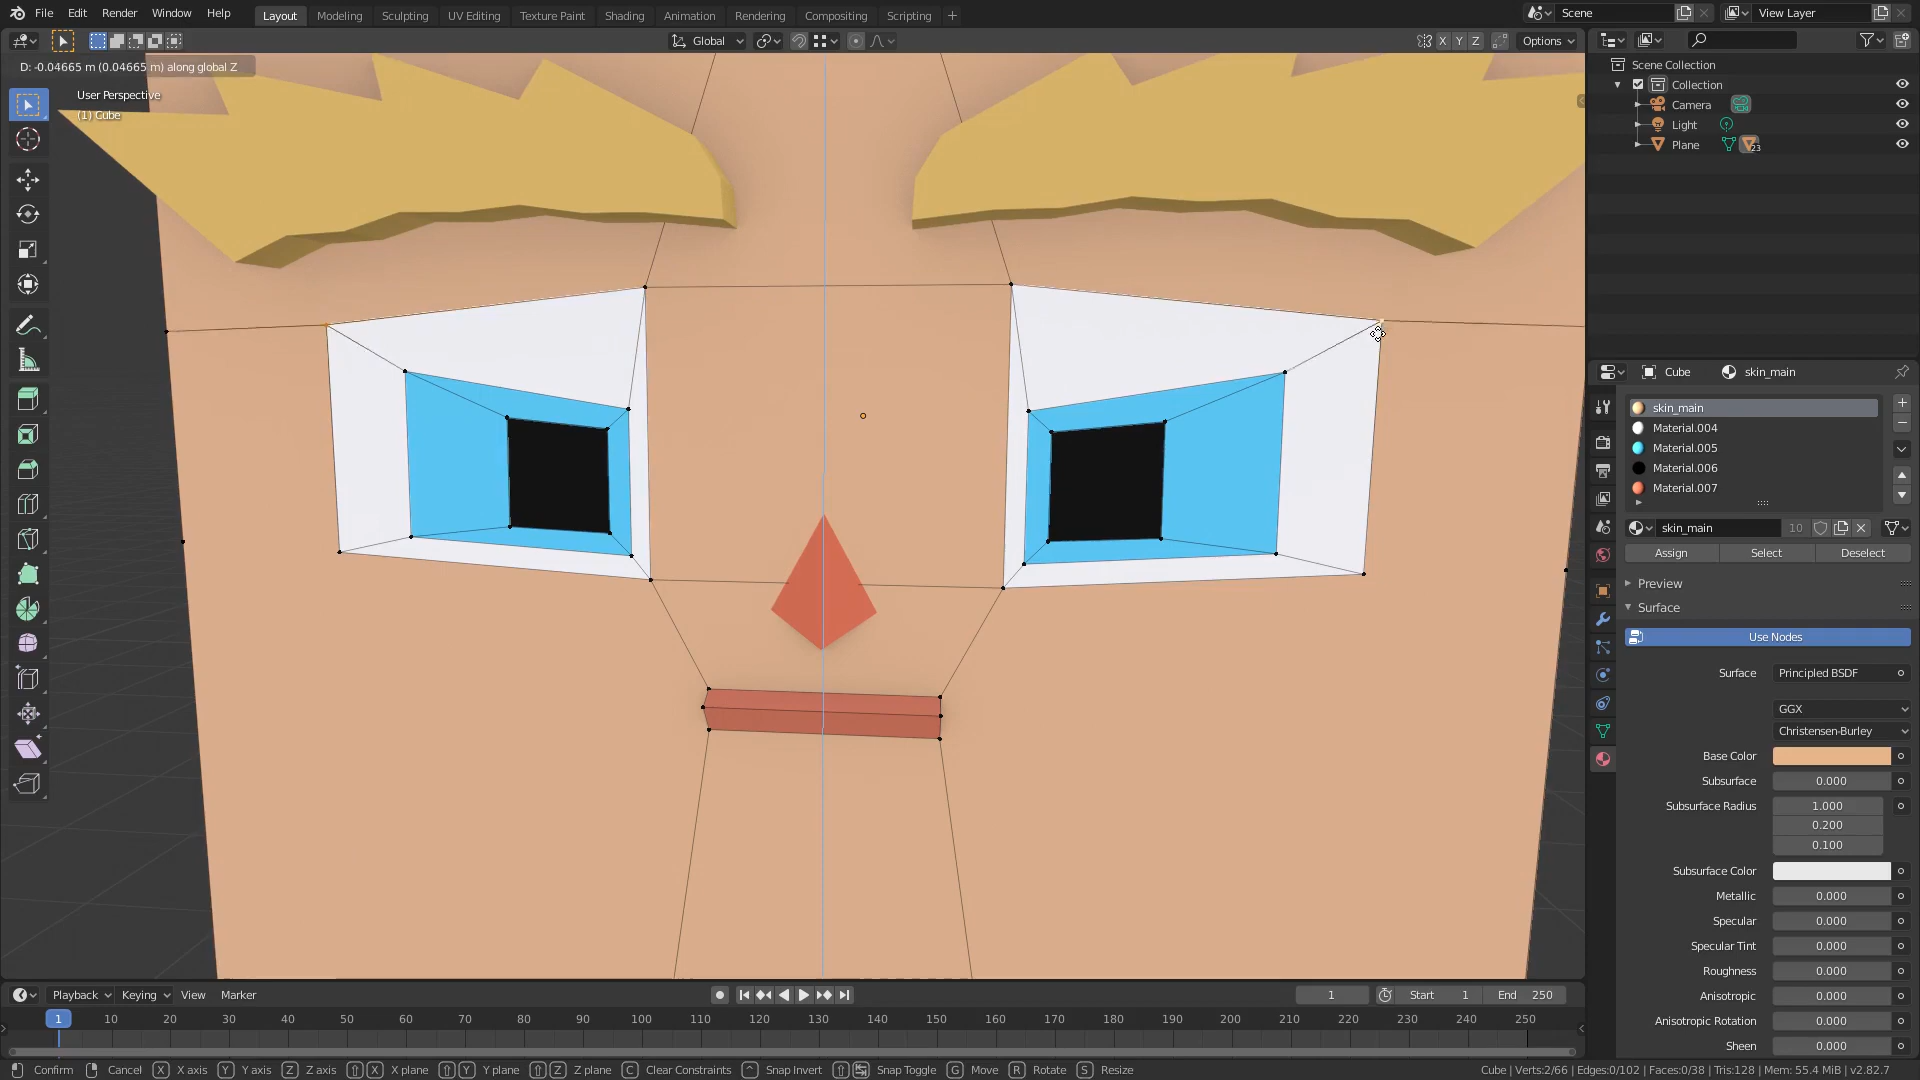 File Edit Render Window Help Layout Modeling Sculpting UV Editing Texture Paint Shading Animation Rendering Compositing Scripting + Scene View Layer
Global X Y Z Options
D: -0.04665 m (0.04665 m) along global Z
User Perspective
(1) Cube
Scene Collection
Collection
Camera
Light
Plane 23
Cube skin_main
skin_main
Material.004
Material.005
Material.006
Material.007
skin_main 10
Assign Select Deselect
Preview
Surface
Use Nodes
Surface Principled BSDF
GGX
Christensen-Burley
Base Color
Subsurface 0.000
Subsurface Radius 1.000
0.200
0.100
Subsurface Color
Metallic 0.000
Specular 0.000
Specular Tint 0.000
Roughness 0.000
Anisotropic 0.000
Anisotropic Rotation 0.000
Sheen 0.000
Playback Keying View Marker 1 Start 1 End 250
1 10 20 30 40 50 60 70 80 90 100 110 120 130 140 150 160 170 180 190 200 210 220 230 240 250
Confirm Cancel X X axis Y Y axis Z Z axis X X plane Y Y plane Z Z plane C Clear Constraints Snap Invert Snap Toggle G Move R Rotate S Resize Cube | Verts:2/66 | Edges:0/102 | Faces:0/38 | Tris:128 | Mem: 55.4 MiB | v2.82.7